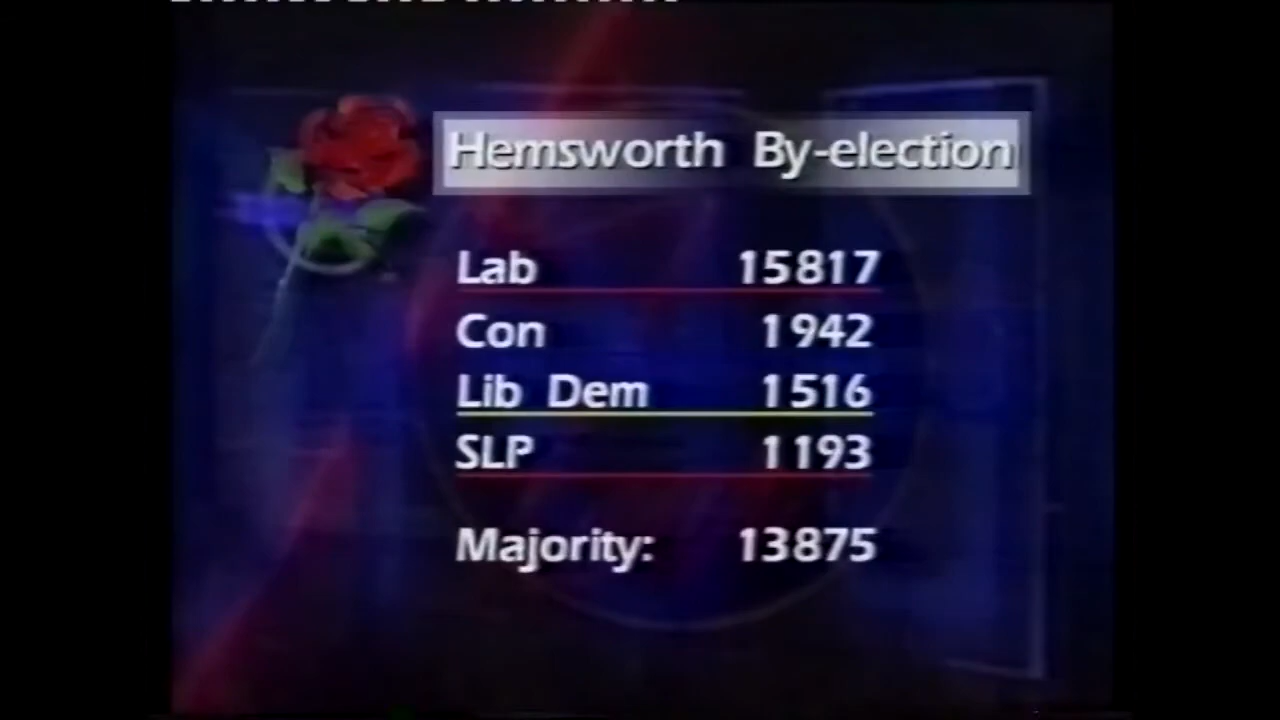 Hemsworth By-election
Lab 15817
Con 1942
Lib Dem 1516
SLP 1193
Majority: 13875